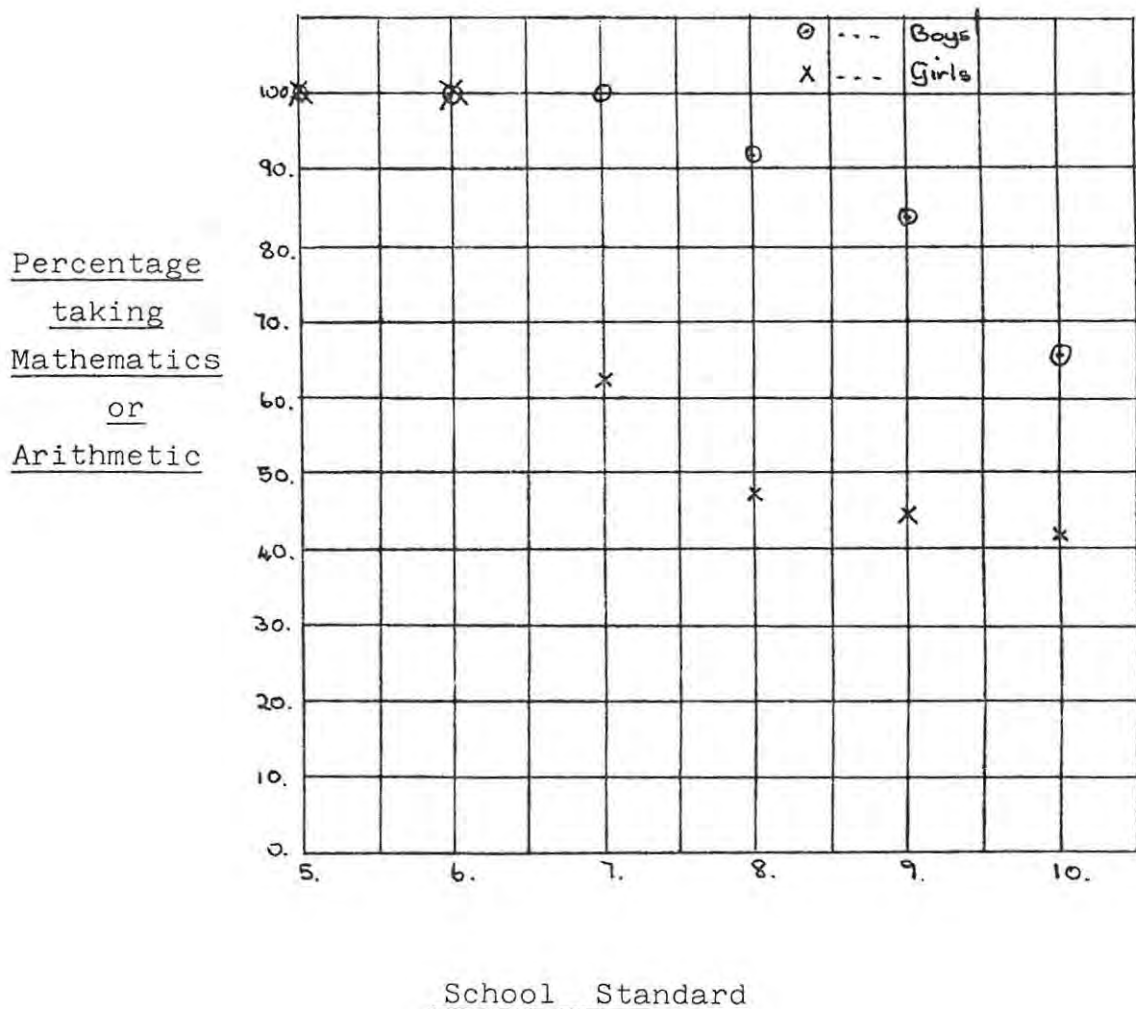 ⊙ --- Boys
X --- Girls
100
90.
80.
70.
60.
50.
40.
30.
20.
10.
0.
5. 6. 7. 8. 9. 10.
Percentage
taking
Mathematics
or
Arithmetic
School Standard